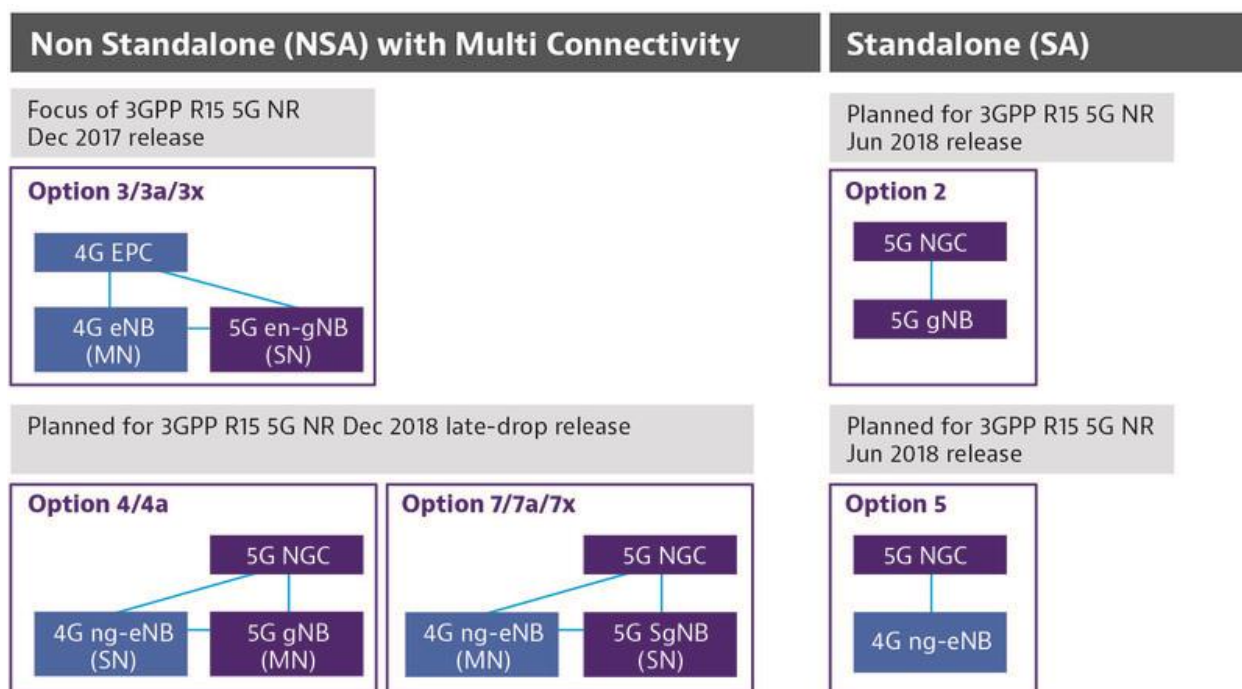 Non Standalone (NSA) with Multi Connectivity
Standalone (SA)
Focus of 3GPP R15 5G NR
Dec 2017 release
Planned for 3GPP R15 5G NR
Jun 2018 release
Option 3/3a/3x
4G EPC
4G eNB
(MN)
5G en-gNB
(SN)
Option 2
5G NGC
5G gNB
Planned for 3GPP R15 5G NR Dec 2018 late-drop release
Planned for 3GPP R15 5G NR
Jun 2018 release
Option 4/4a
5G NGC
4G ng-eNB
(SN)
5G gNB
(MN)
Option 7/7a/7x
5G NGC
4G ng-eNB
(MN)
5G SgNB
(SN)
Option 5
5G NGC
4G ng-eNB